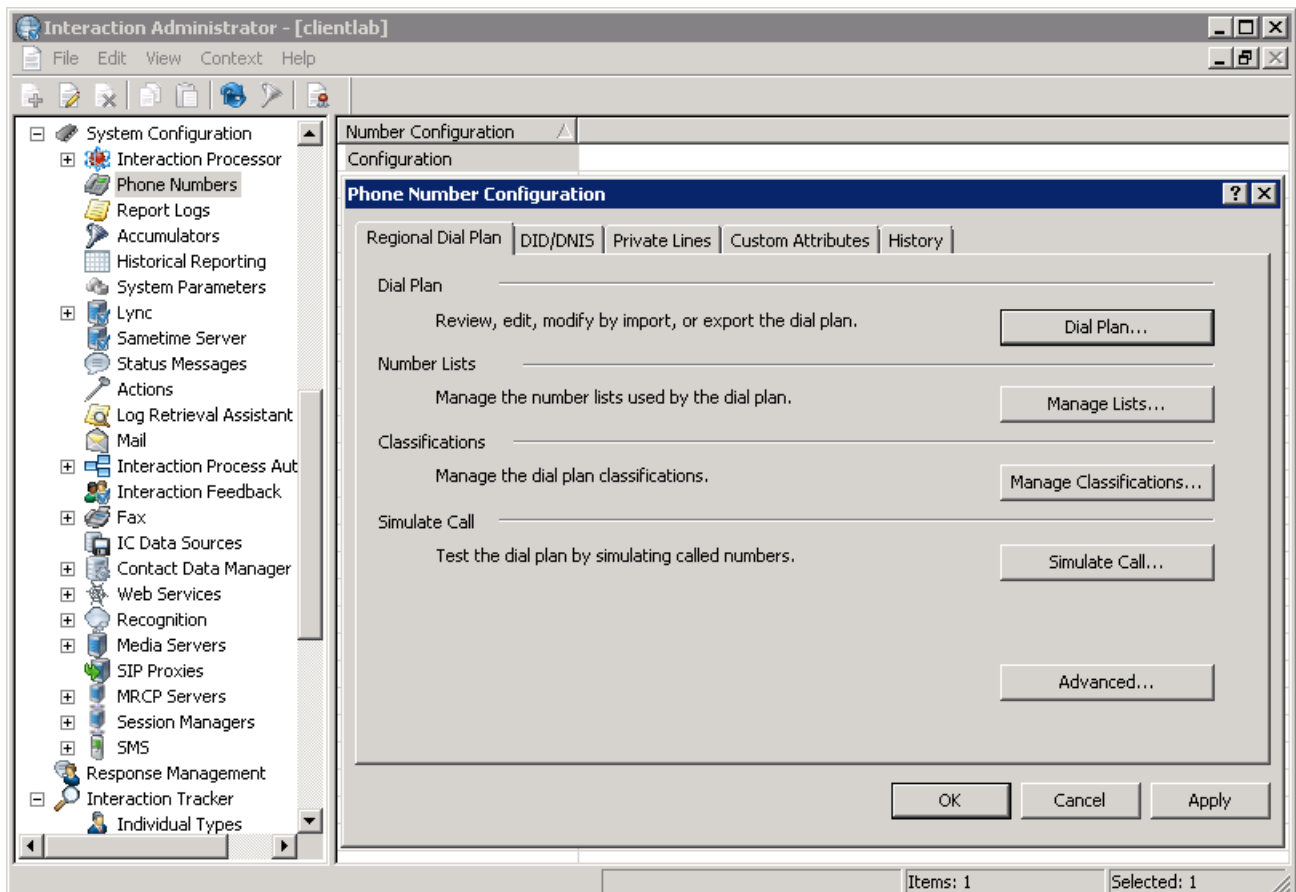 Interaction Administrator - [clientlab]
File Edit View Context Help
System Configuration
Interaction Processor
Phone Numbers
Report Logs
Accumulators
Historical Reporting
System Parameters
Lync
Sametime Server
Status Messages
Actions
Log Retrieval Assistant
Mail
Interaction Process Aut
Interaction Feedback
Fax
IC Data Sources
Contact Data Manager
Web Services
Recognition
Media Servers
SIP Proxies
MRCP Servers
Session Managers
SMS
Response Management
Interaction Tracker
Individual Types
Number Configuration
Configuration
Phone Number Configuration
Regional Dial Plan DID/DNIS Private Lines Custom Attributes History
Dial Plan
Review, edit, modify by import, or export the dial plan. Dial Plan...
Number Lists
Manage the number lists used by the dial plan. Manage Lists...
Classifications
Manage the dial plan classifications. Manage Classifications...
Simulate Call
Test the dial plan by simulating called numbers. Simulate Call...
Advanced...
OK Cancel Apply
Items: 1 Selected: 1